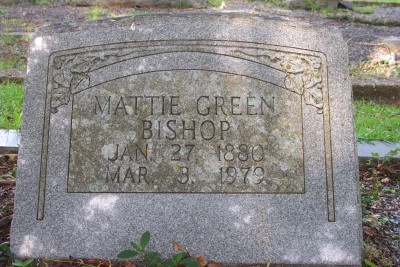 MATTIE GREEN
BISHOP
JAN. 27 1880
MAR. 3, 1979